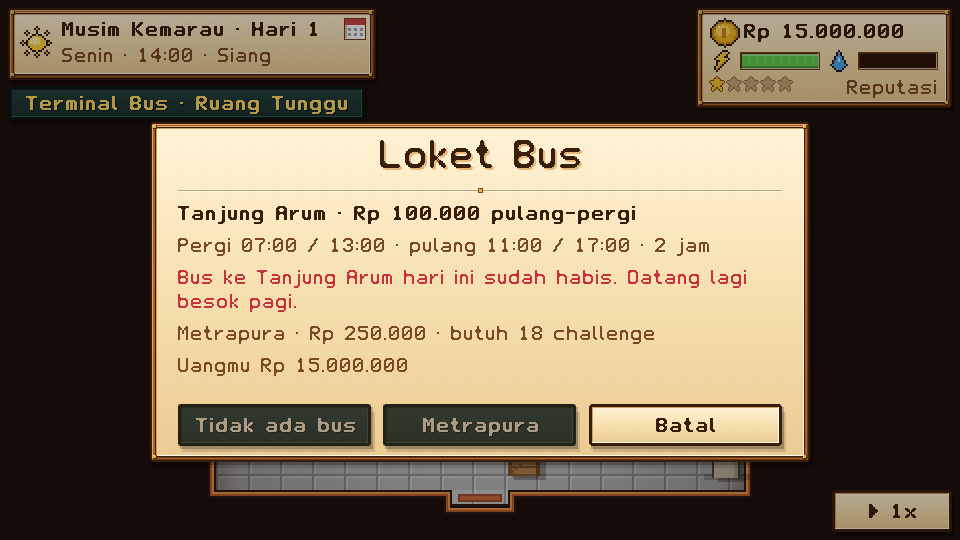 Musim Kemarau · Hari 1
Senin · 14:00 · Siang
Rp 15.000.000
Reputasi
Terminal Bus · Ruang Tunggu
Loket Bus
Tanjung Arum · Rp 100.000 pulang-pergi
Pergi 07:00 / 13:00 · pulang 11:00 / 17:00 · 2 jam
Bus ke Tanjung Arum hari ini sudah habis. Datang lagi
besok pagi.
Metrapura · Rp 250.000 · butuh 18 challenge
Uangmu Rp 15.000.000
Tidak ada bus
Metrapura
Batal
1x